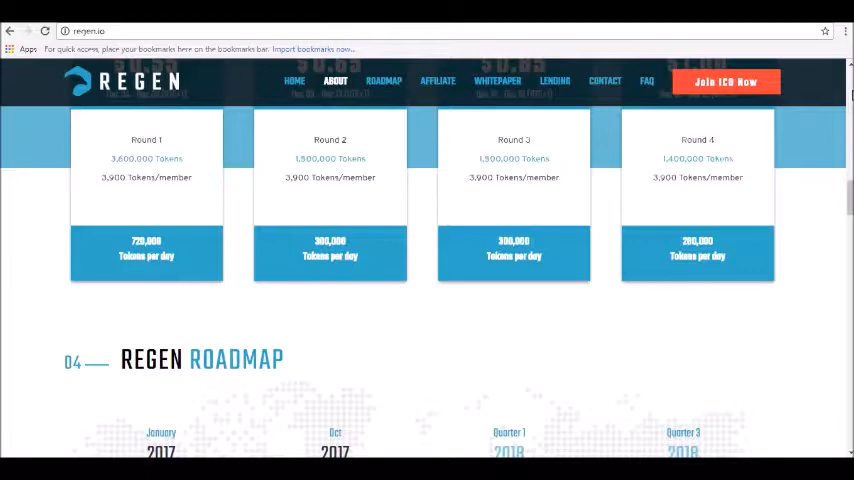 regen.io
Apps For quick access, place your bookmarks here on the bookmarks bar. Import bookmarks now...
REGEN HOME ABOUT ROADMAP AFFILIATE WHITEPAPER LENDING CONTACT FAQ Join ICO Now
Round 1 Round 2 Round 3 Round 4
3,600,000 Tokens 1,500,000 Tokens 1,500,000 Tokens 1,400,000 Tokens
3,900 Tokens/member 3,900 Tokens/member 3,900 Tokens/member 3,900 Tokens/member
720,000 300,000 300,000 280,000
Tokens per day Tokens per day Tokens per day Tokens per day
04 REGEN ROADMAP
January Oct Quarter 1 Quarter 3
2017 2017 2018 2018